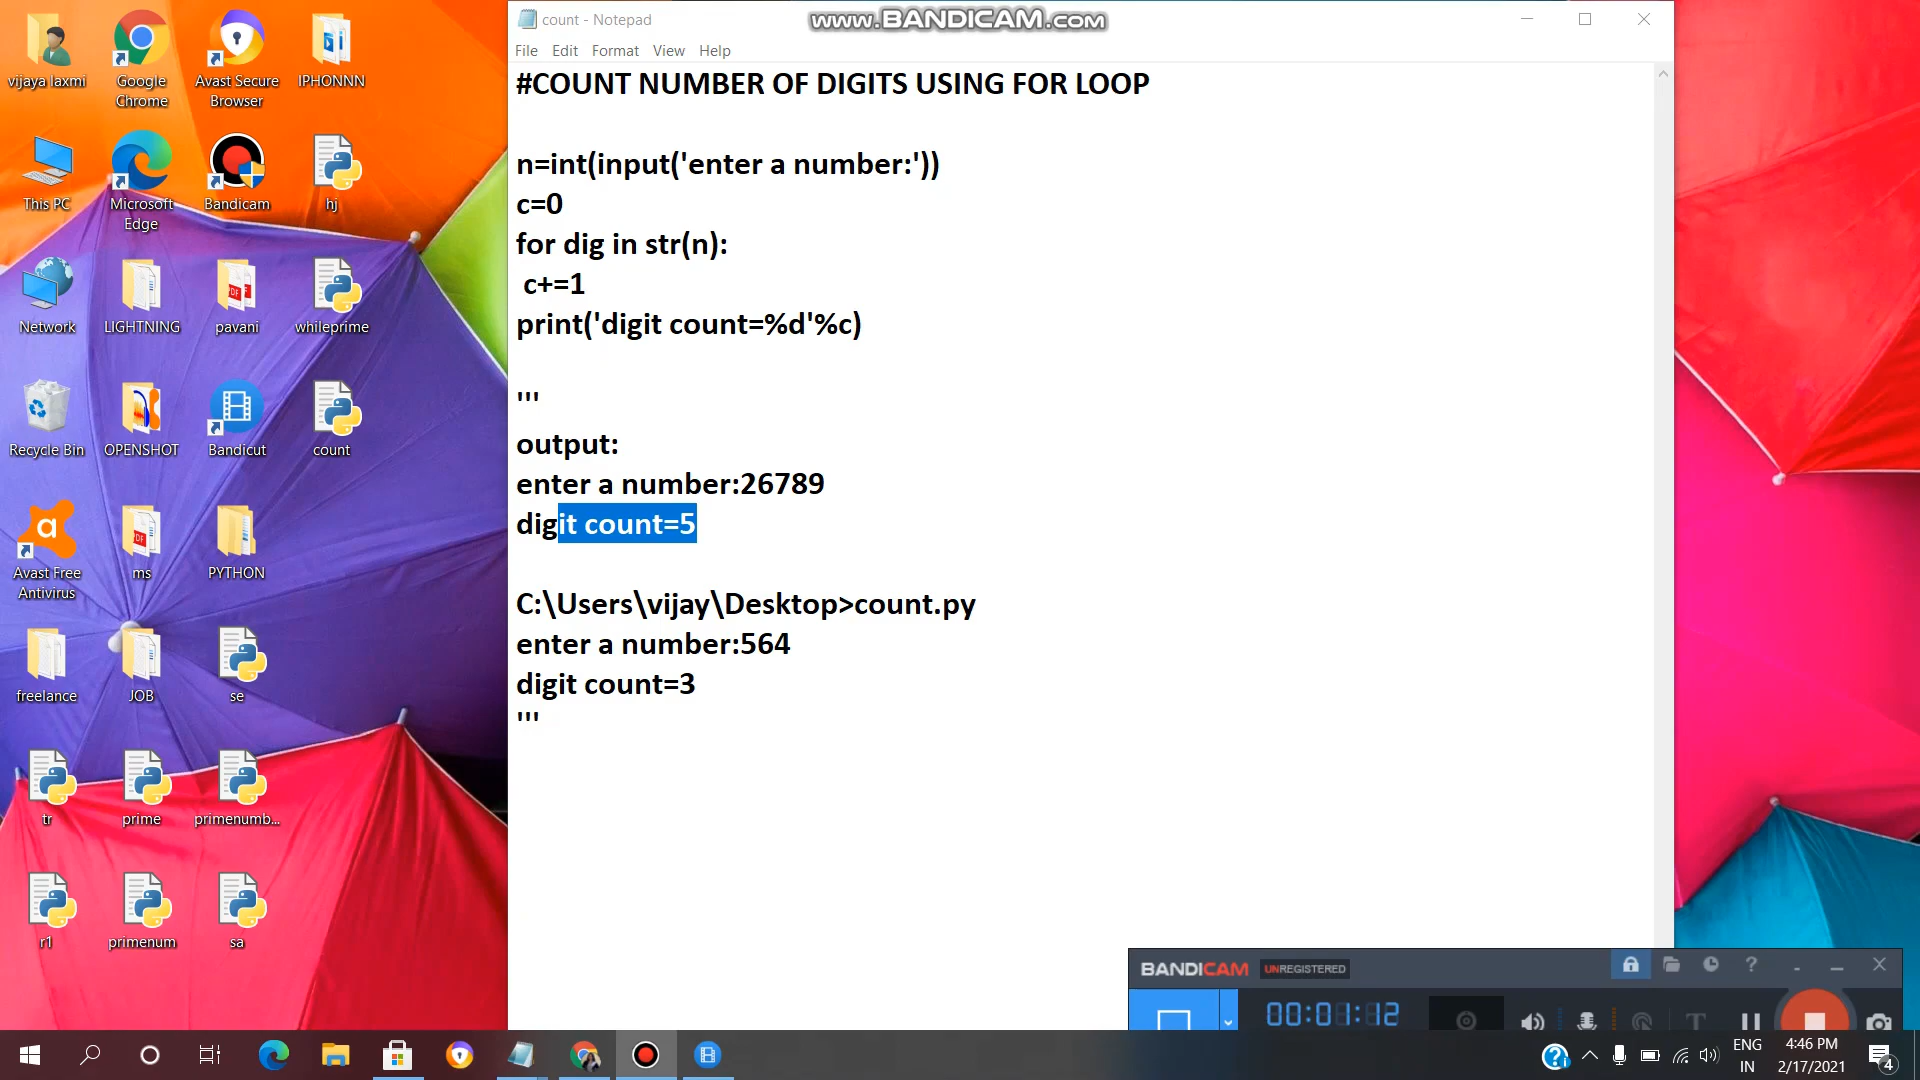 www.BANDICAM.com
count - Notepad
File Edit Format View Help
#COUNT NUMBER OF DIGITS USING FOR LOOP
n=int(input('enter a number:'))
c=0
for dig in str(n):
 c+=1
print('digit count=%d'%c)
'''
output:
enter a number:26789
digit count=5
C:\Users\vijay\Desktop>count.py
enter a number:564
digit count=3
'''
vijaya laxmi
Google Chrome
Avast Secure Browser
IPHONNN
This PC
Microsoft Edge
Bandicam
hj
Network
LIGHTNING
pavani
whileprime
Recycle Bin
OPENSHOT
Bandicut
count
Avast Free Antivirus
ms
PYTHON
freelance
JOB
se
tr
prime
primenumb...
r1
primenum
sa
BANDICAM UNREGISTERED
00:01:12
ENG
IN
4:46 PM
2/17/2021
4